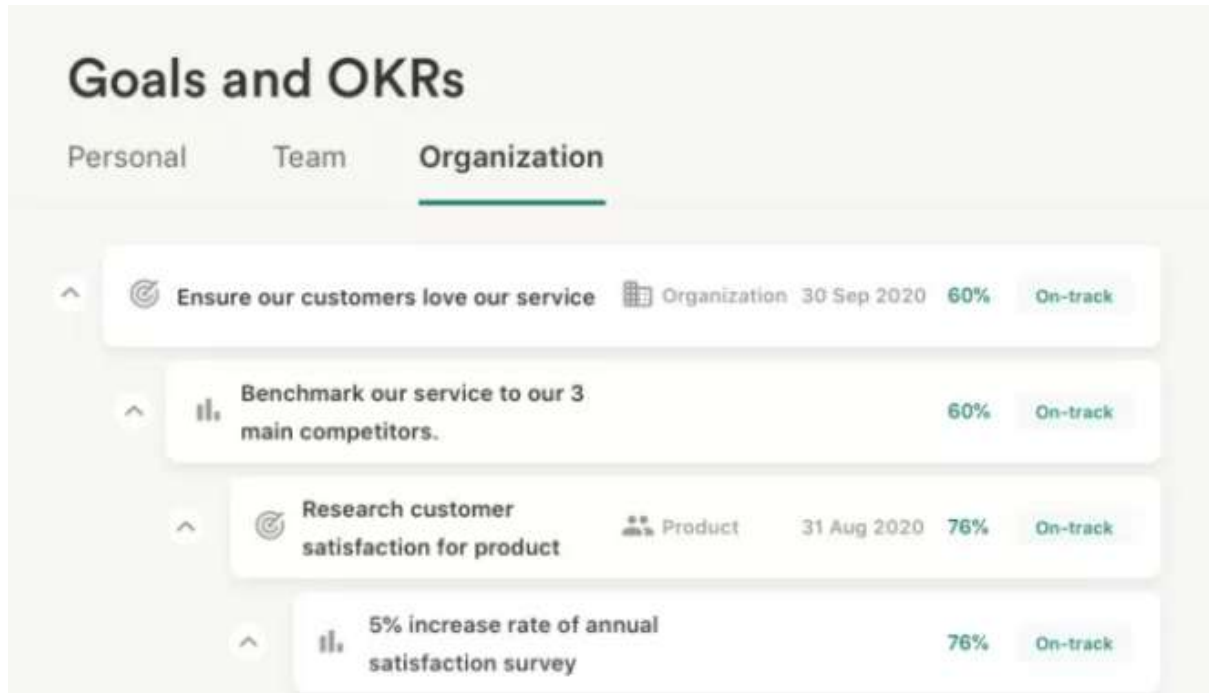 Goals and OKRs
Personal Team Organization
Ensure our customers love our service Organization 30 Sep 2020 60% On-track
Benchmark our service to our 3
main competitors.
60% On-track
Research customer
satisfaction for product
Product 31 Aug 2020 76% On-track
5% increase rate of annual
satisfaction survey
76% On-track